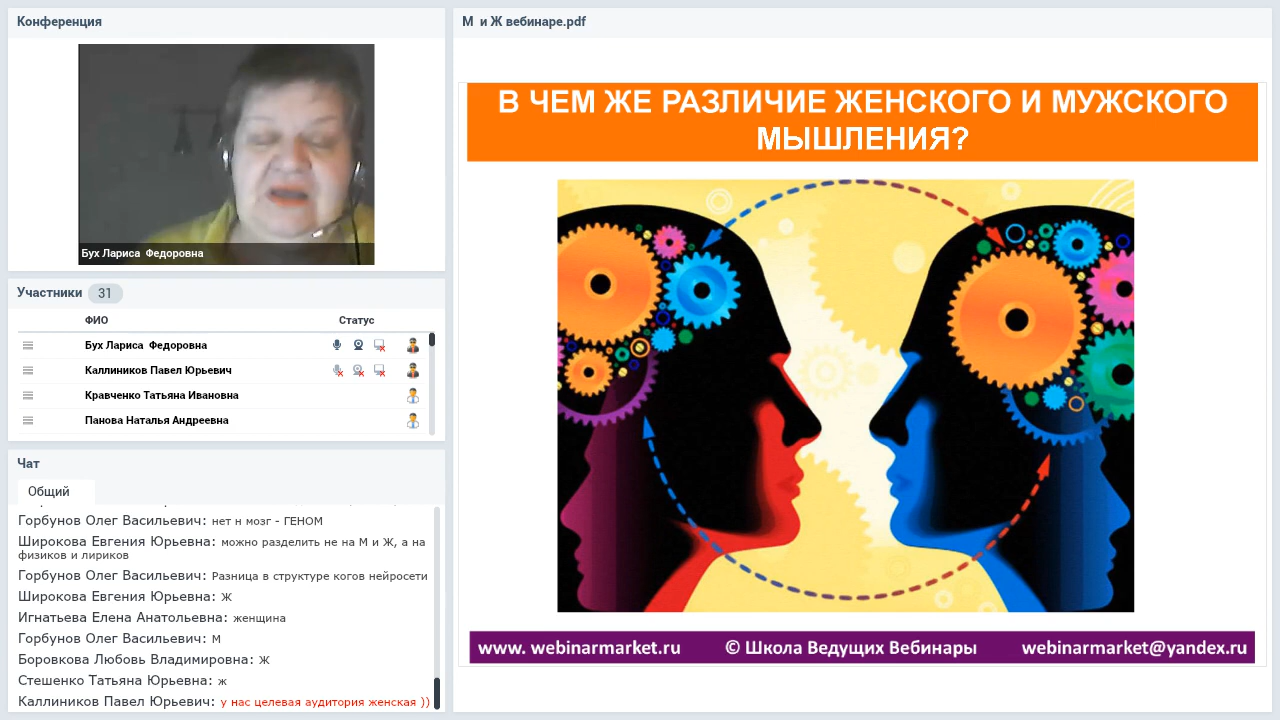 Конференция
Бух Лариса  Федоровна
Участники 31
ФИО Статус
Бух Лариса  Федоровна
Каллиников Павел Юрьевич
Кравченко Татьяна Ивановна
Панова Наталья Андреевна
Чат
Общий
Горбунов Олег Васильевич: нет н мозг - ГЕНОМ
Широкова Евгения Юрьевна: можно разделить не на М и Ж, а на
физиков и лириков
Горбунов Олег Васильевич: Разница в структуре когов нейросети
Широкова Евгения Юрьевна: Ж
Игнатьева Елена Анатольевна: женщина
Горбунов Олег Васильевич: М
Боровкова Любовь Владимировна: Ж
Стешенко Татьяна Юрьевна: ж
Каллиников Павел Юрьевич: у нас целевая аудитория женская ))
М  и Ж вебинаре.pdf
В ЧЕМ ЖЕ РАЗЛИЧИЕ ЖЕНСКОГО И МУЖСКОГО
МЫШЛЕНИЯ?
www. webinarmarket.ru © Школа Ведущих Вебинары webinarmarket@yandex.ru